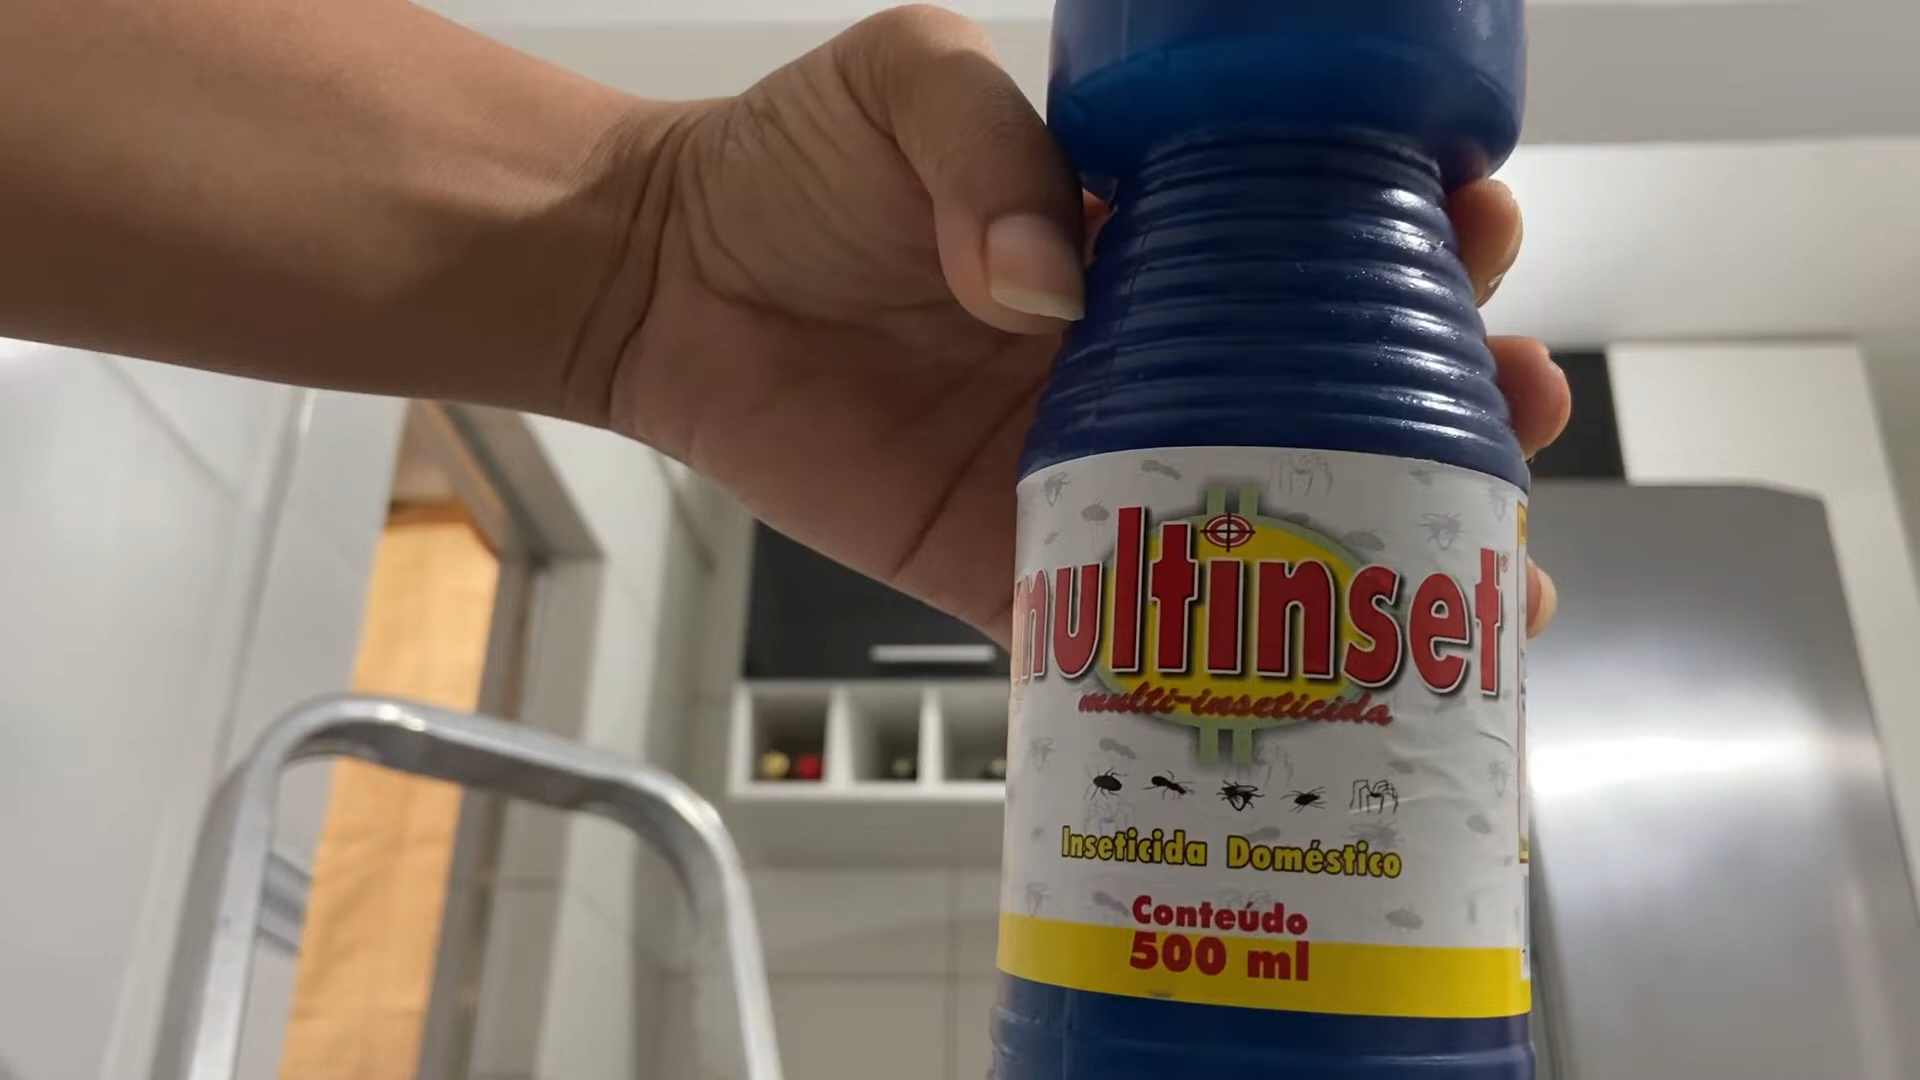 multinset®
multi-inseticida
Inseticida Doméstico
Conteúdo
500 ml